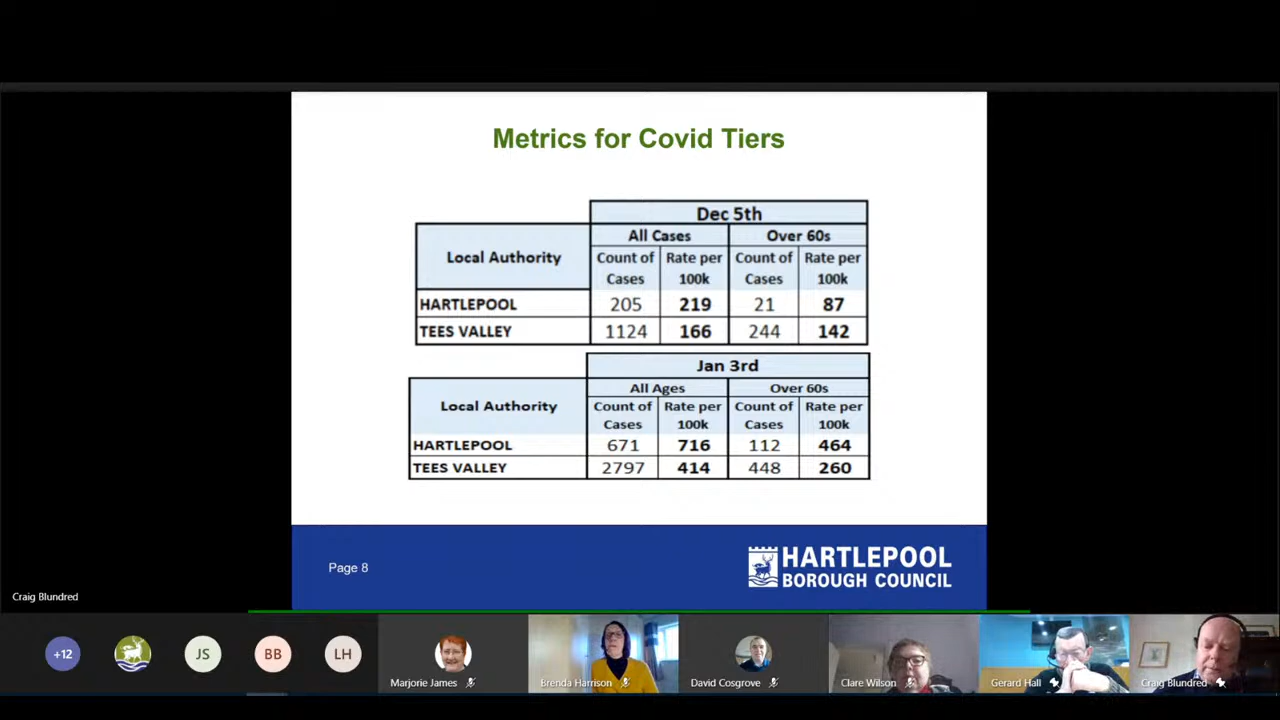 Metrics for Covid Tiers
Dec 5th
Local Authority
All Cases
Over 60s
Count of Cases
Rate per 100k
Count of Cases
Rate per 100k
HARTLEPOOL 205 219 21 87
TEES VALLEY 1124 166 244 142
Jan 3rd
Local Authority
All Ages
Over 60s
Count of Cases
Rate per 100k
Count of Cases
Rate per 100k
HARTLEPOOL 671 716 112 464
TEES VALLEY 2797 414 448 260
Page 8
HARTLEPOOL
BOROUGH COUNCIL
Craig Blundred
+12
JS
BB
LH
Marjorie James
Brenda Harrison
David Cosgrove
Clare Wilson
Gerard Hall
Craig Blundred